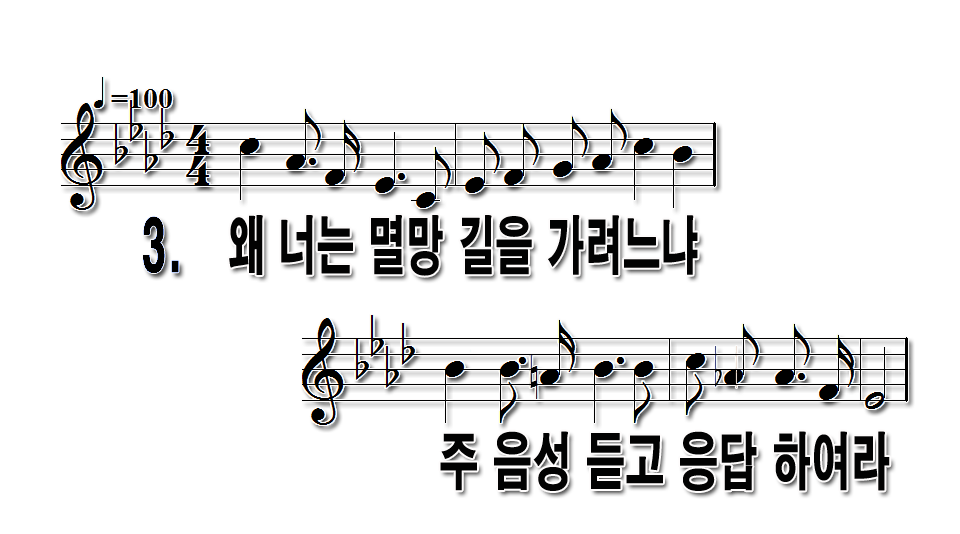 ♩=100
3. 왜 너는 멸망 길을 가려느냐
주 음성 듣고 응답 하여라